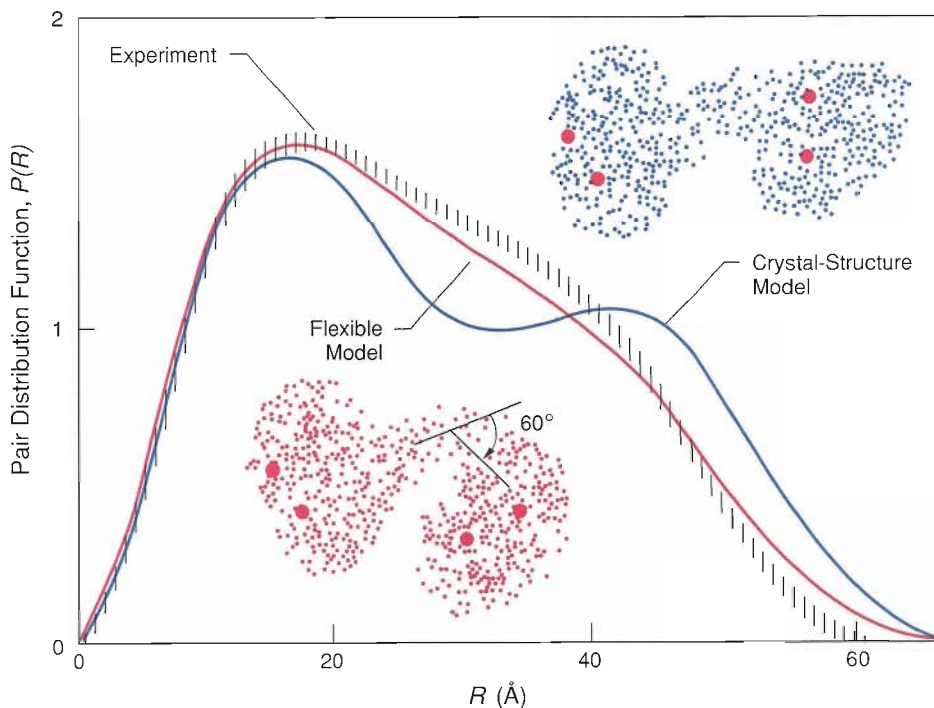 2
Experiment
Pair Distribution Function, P(R)
Crystal-Structure
Model
1
Flexible
Model
60°
0
0
20
40
60
R (Å)